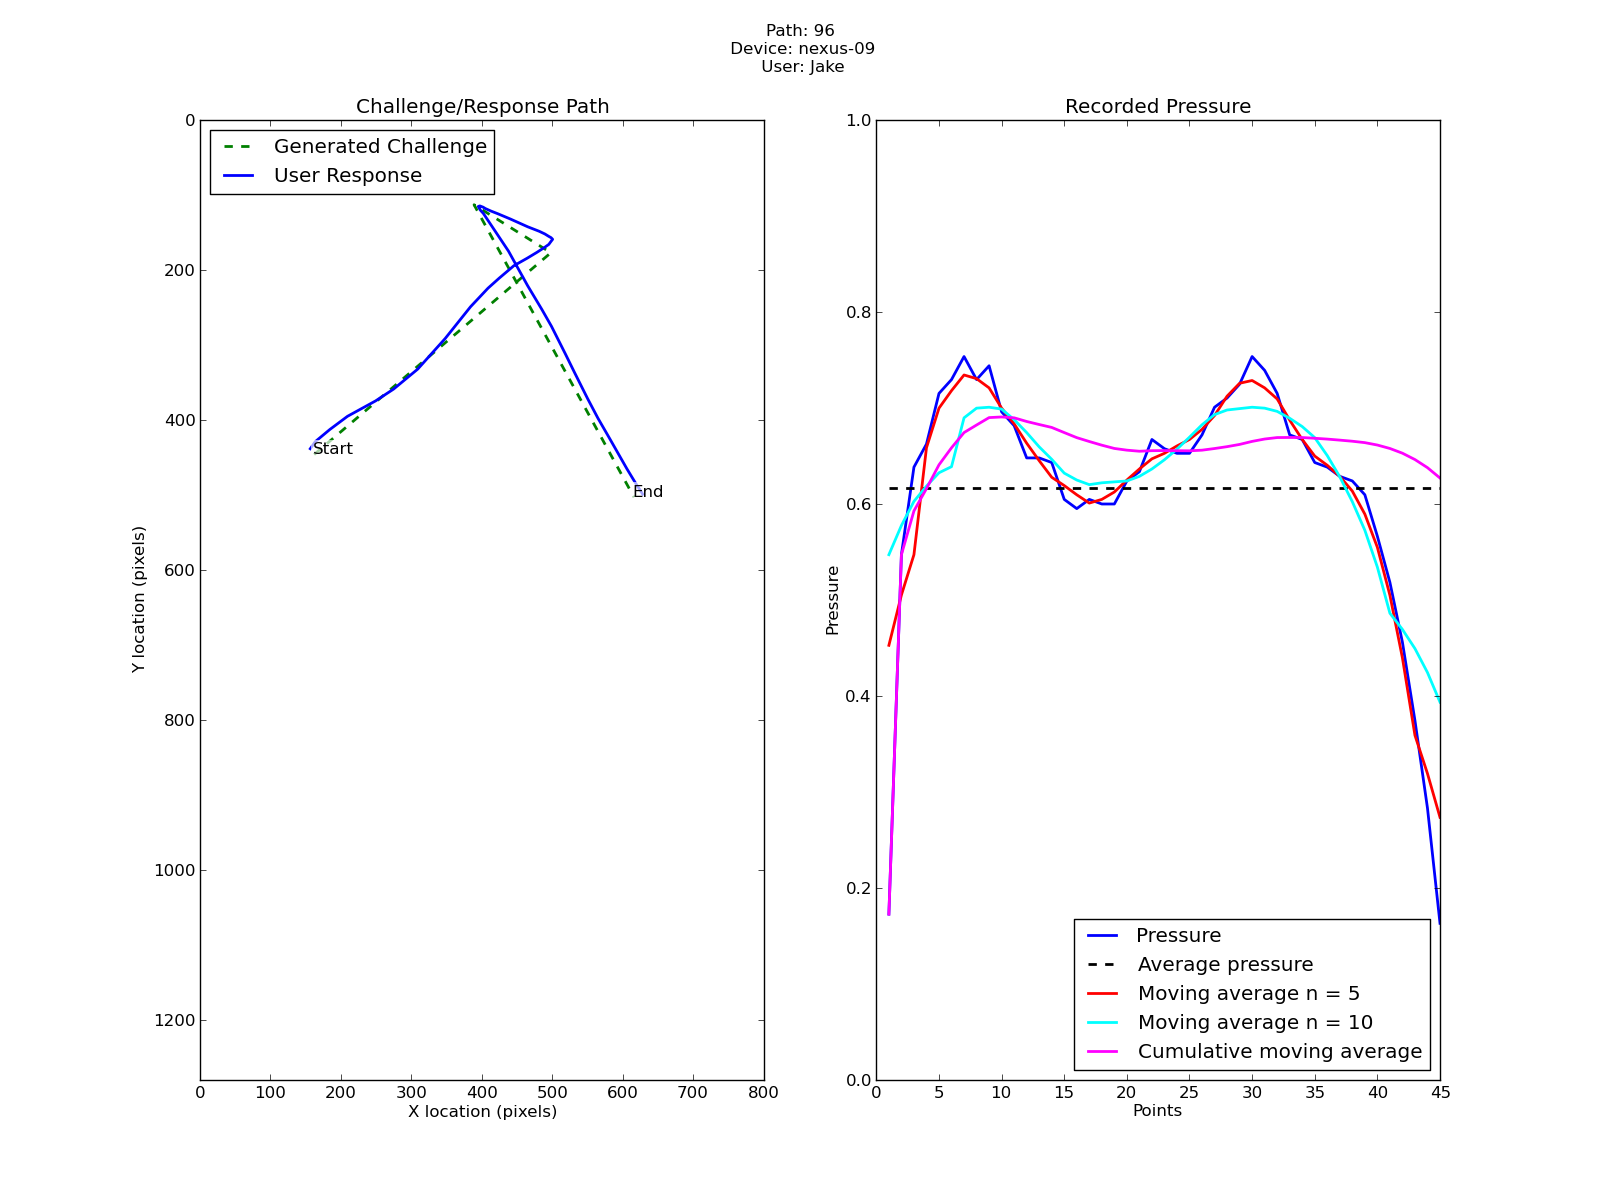 Path: 96
Device: nexus-09
User: Jake
Challenge/Response Path
Generated Challenge
User Response
Start
End
0
200
400
600
800
1000
1200
Y location (pixels)
0 100 200 300 400 500 600 700 800
X location (pixels)
Recorded Pressure
1.0
0.8
0.6
0.4
0.2
0.0
Pressure
Pressure
Average pressure
Moving average n = 5
Moving average n = 10
Cumulative moving average
0 5 10 15 20 25 30 35 40 45
Points